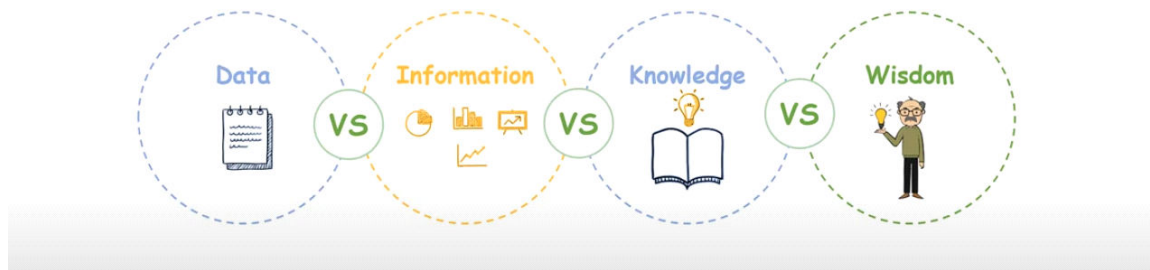 Data
VS
Information
VS
Knowledge
VS
Wisdom